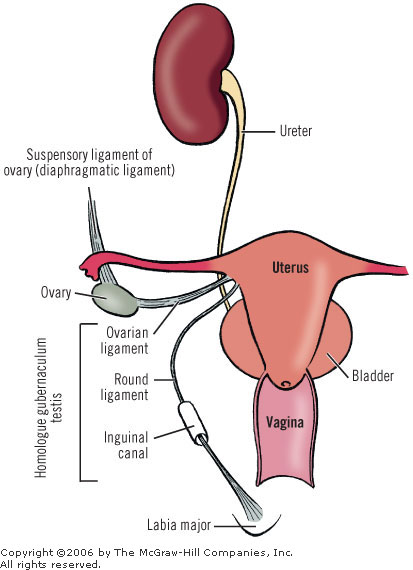 Ureter
Suspensory ligament of
ovary (diaphragmatic ligament)
Uterus
Ovary
Ovarian
ligament
Bladder
Round
ligament
Homologue gubernaculum
testis
Vagina
Inguinal
canal
Labia major
Copyright ©2006 by The McGraw-Hill Companies, Inc.
All rights reserved.